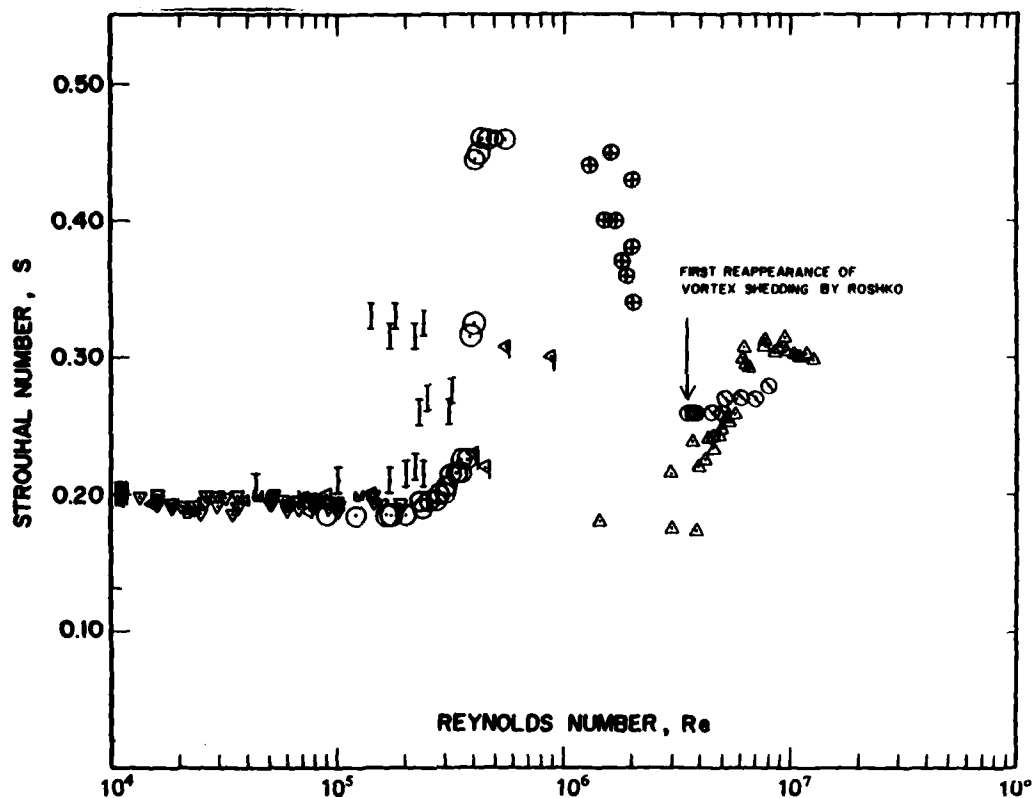 0.50
0.40
0.30
0.20
0.10
STROUHAL NUMBER, S
FIRST REAPPEARANCE OF
VORTEX SHEDDING BY ROSHKO
REYNOLDS NUMBER, Re
10⁴ 10⁵ 10⁶ 10⁷